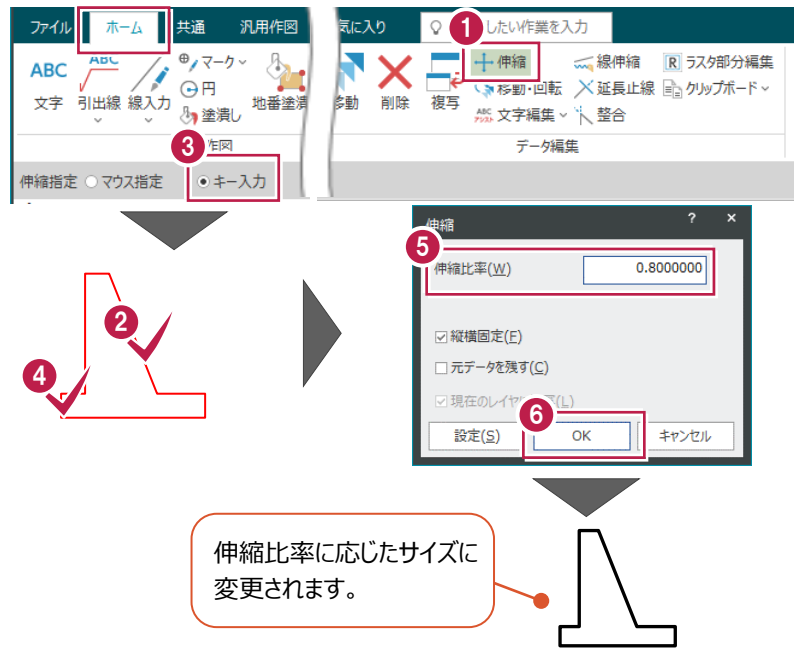 ファイル ホーム 共通 汎用作図 気に入り したい作業を入力
1
ABC ABC マーク 伸縮 線伸縮 R ラスタ部分編集
円 移動・回転 延長止線 クリップボード
文字 引出線 線入力 塗潰し 地番塗潰 移動 削除 複写 ABC アシスト 文字編集 整合
作図 データ編集
3
伸縮指定 マウス指定 キー入力
伸縮 ? ×
5
伸縮比率(W) 0.8000000
2
縦横固定(F)
4
元データを残す(C)
現在のレイヤ
(L)
6
設定(S) OK キャンセル
伸縮比率に応じたサイズに
変更されます。